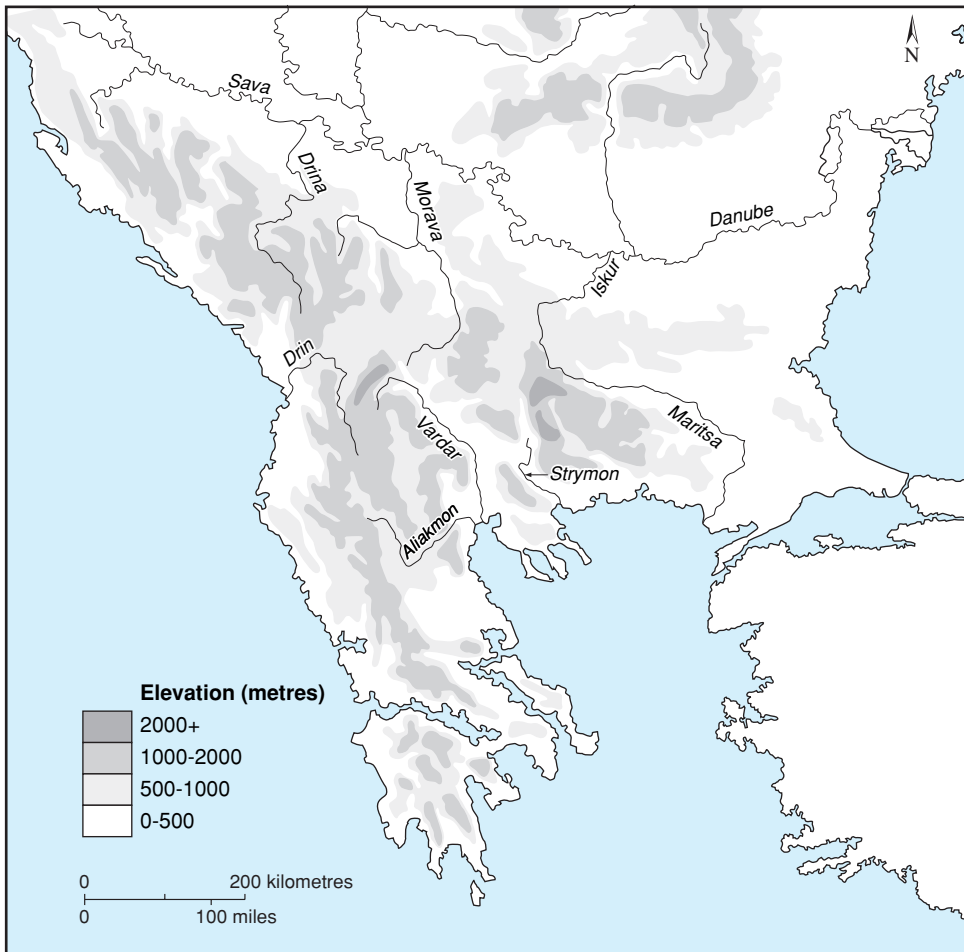 N
Sava
Drina
Morava
Danube
Iskur
Drin
Vardar
Maritsa
Strymon
Aliakmon
Elevation (metres)
2000+
1000-2000
500-1000
0-500
0 200 kilometres
0 100 miles